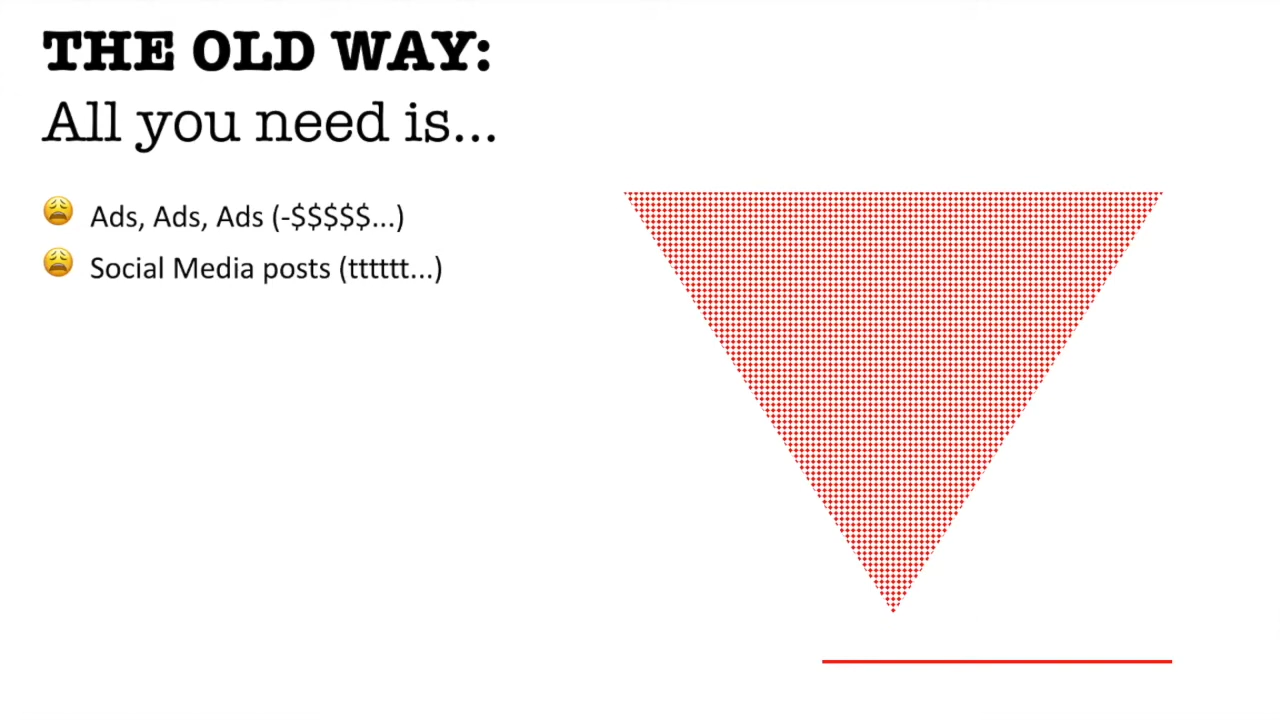 THE OLD WAY:
All you need is...
😩 Ads, Ads, Ads (-$$$$$...)
😩 Social Media posts (tttttt...)